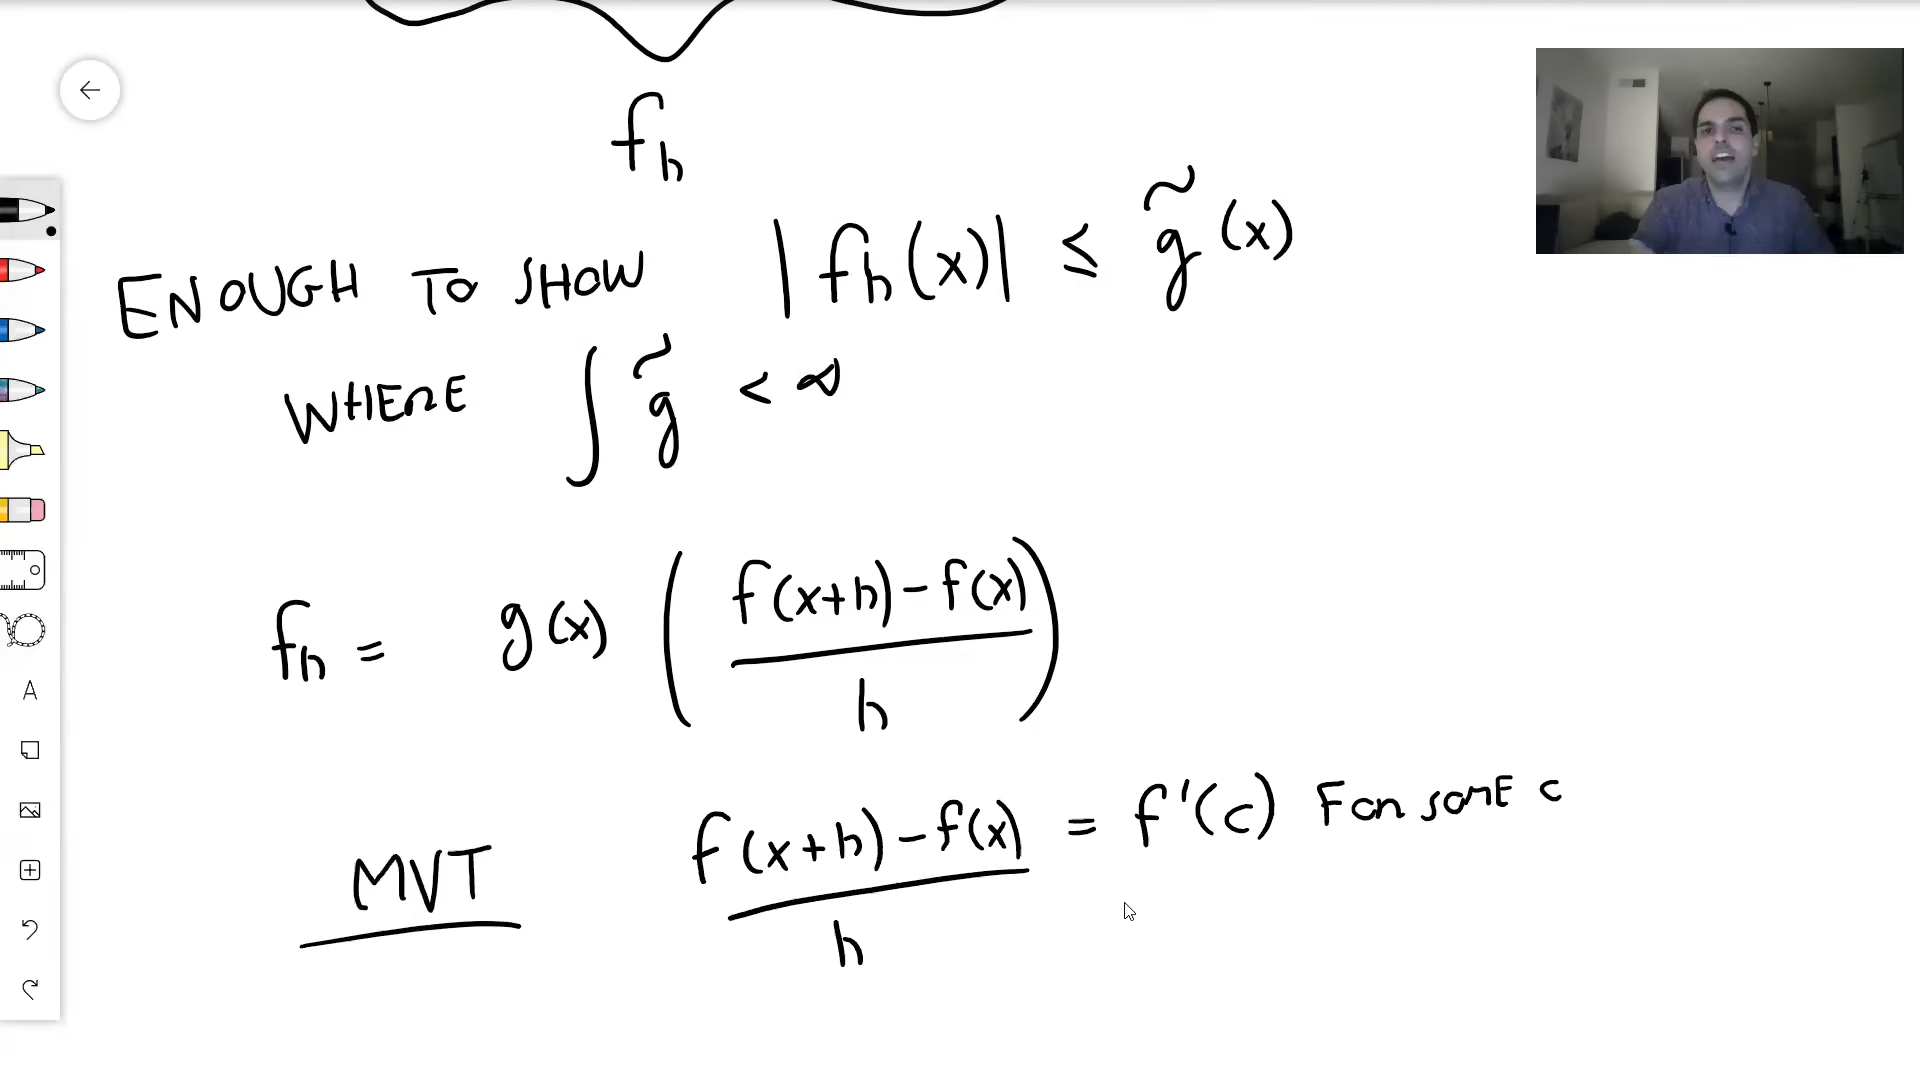 f_h
ENOUGH TO SHOW |f_h(x)| ≤ g̃(x)
WHERE ∫ g̃ < ∞
f_h = g(x) ( (f(x+h) - f(x)) / h )
MVT (f(x+h) - f(x)) / h = f'(c) FOR SOME c
A